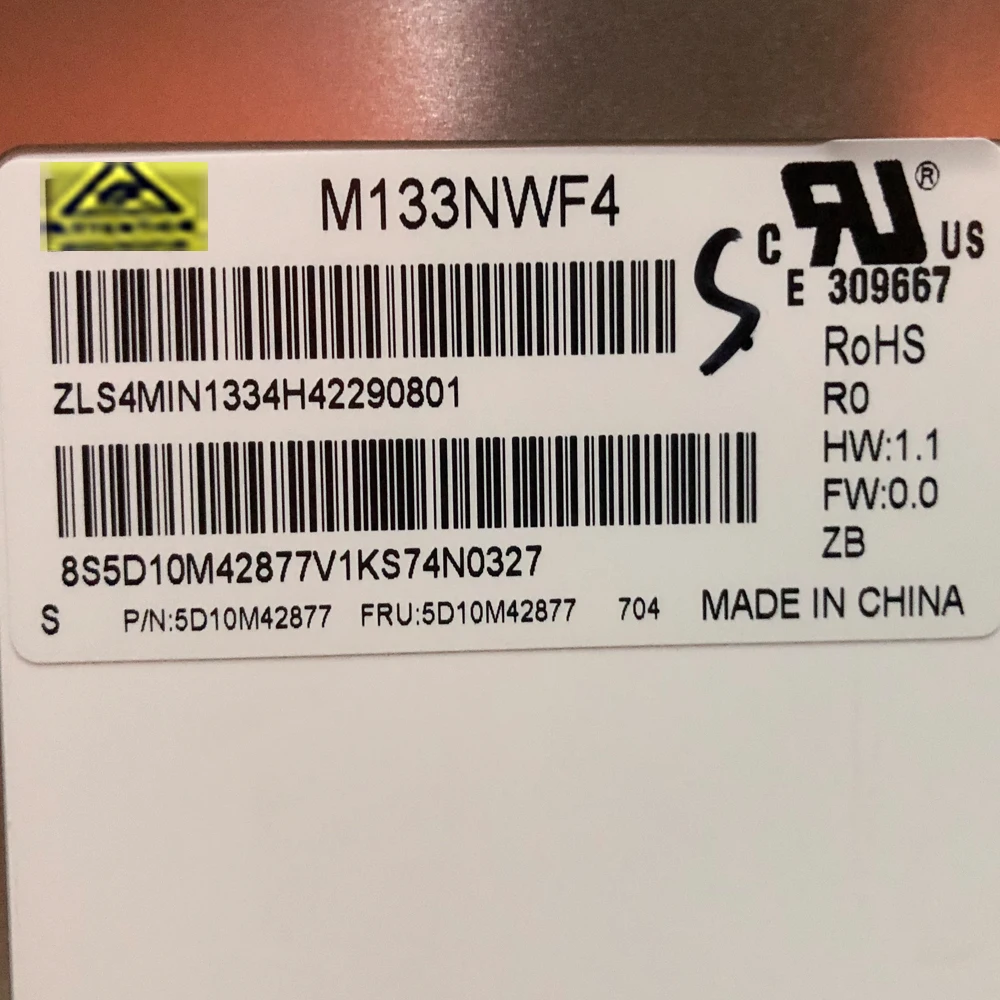 M133NWF4
ZLS4MIN1334H42290801
8S5D10M42877V1KS74N0327
S P/N:5D10M42877 FRU:5D10M42877 704 MADE IN CHINA
C RU® US
E 309667
RoHS
R0
HW:1.1
FW:0.0
ZB